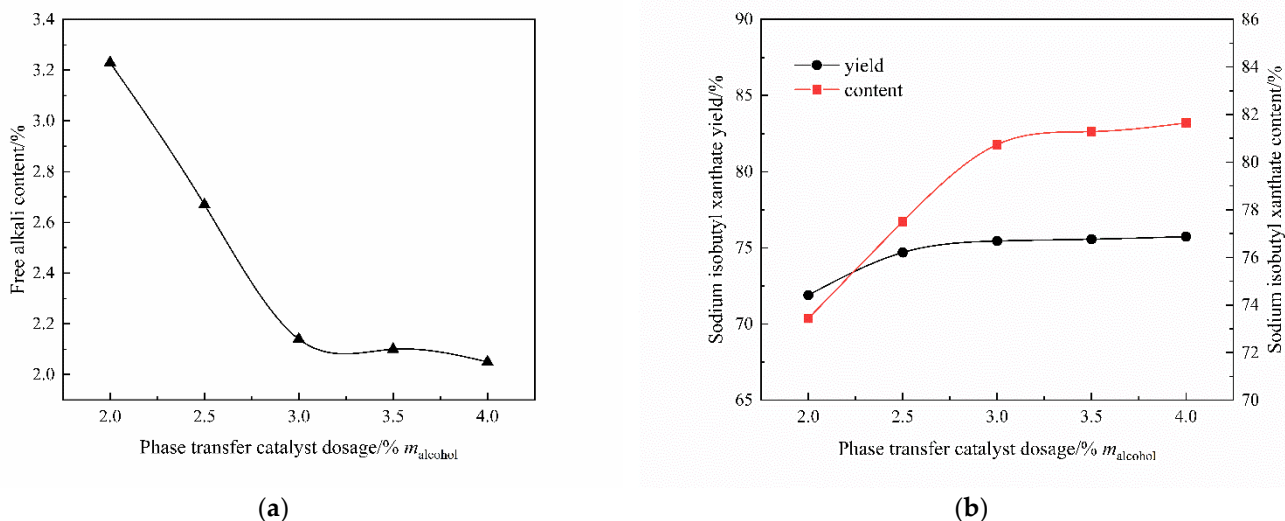 Free alkali content/%
3.4
3.2
3.0
2.8
2.6
2.4
2.2
2.0
2.0 2.5 3.0 3.5 4.0
Phase transfer catalyst dosage/% m alcohol
(a)
Sodium isobutyl xanthate yield/%
90
85
80
75
70
65
yield
content
2.0 2.5 3.0 3.5 4.0
Phase transfer catalyst dosage/% m alcohol
86
84
82
80
78
76
74
72
70
Sodium isobutyl xanthate content/%
(b)